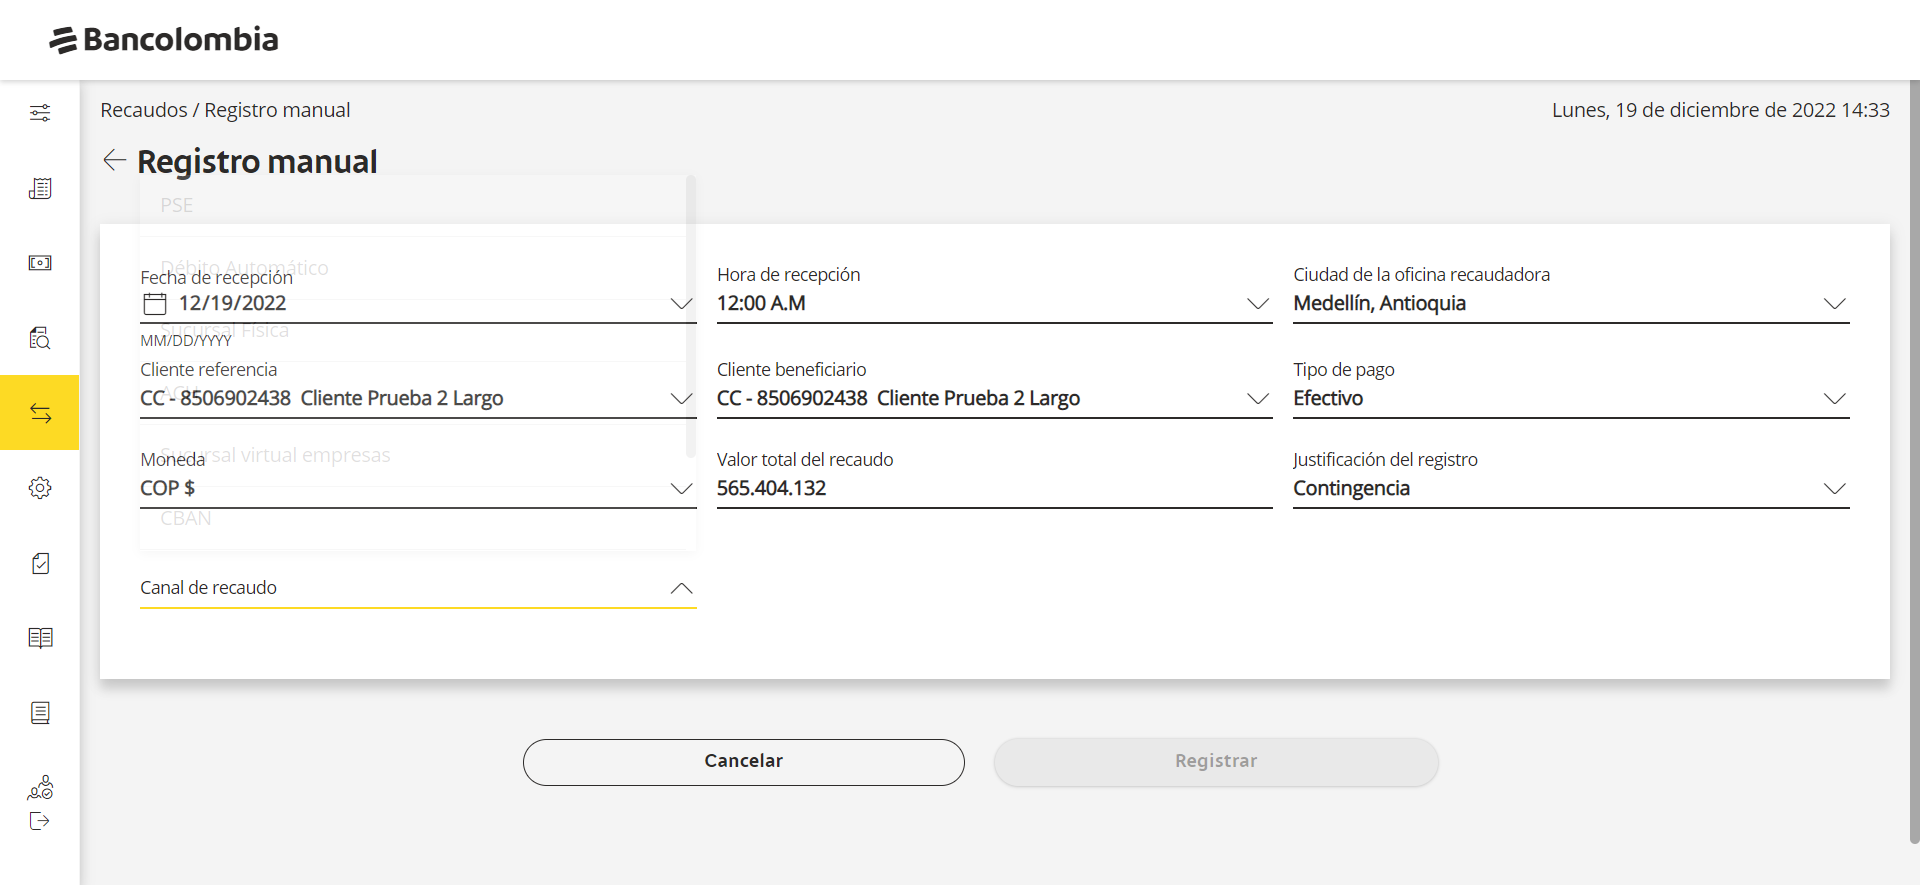 Bancolombia
Recaudos / Registro manual
Lunes, 19 de diciembre de 2022 14:33
Registro manual
PSE
Débito Automático
Sucursal Física
ACH
Sucursal virtual empresas
CBAN
Fecha de recepción
12/19/2022
MM/DD/YYYY
Hora de recepción
12:00 A.M
Ciudad de la oficina recaudadora
Medellín, Antioquia
Cliente referencia
CC - 8506902438 Cliente Prueba 2 Largo
Cliente beneficiario
CC - 8506902438 Cliente Prueba 2 Largo
Tipo de pago
Efectivo
Moneda
COP $
Valor total del recaudo
565.404.132
Justificación del registro
Contingencia
Canal de recaudo
Cancelar
Registrar